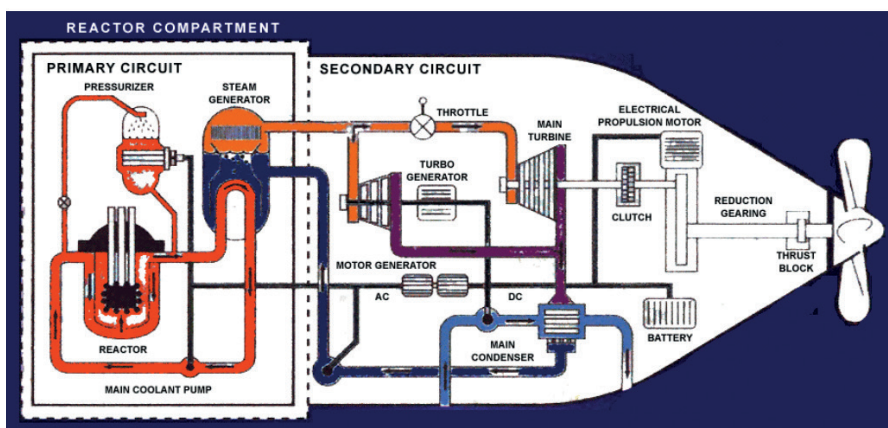 REACTOR COMPARTMENT
PRIMARY CIRCUIT
PRESSURIZER
STEAM
GENERATOR
SECONDARY CIRCUIT
THROTTLE
MAIN
TURBINE
ELECTRICAL
PROPULSION MOTOR
TURBO
GENERATOR
CLUTCH
REDUCTION
GEARING
THRUST
BLOCK
MOTOR GENERATOR
AC
DC
REACTOR
MAIN
CONDENSER
BATTERY
MAIN COOLANT PUMP